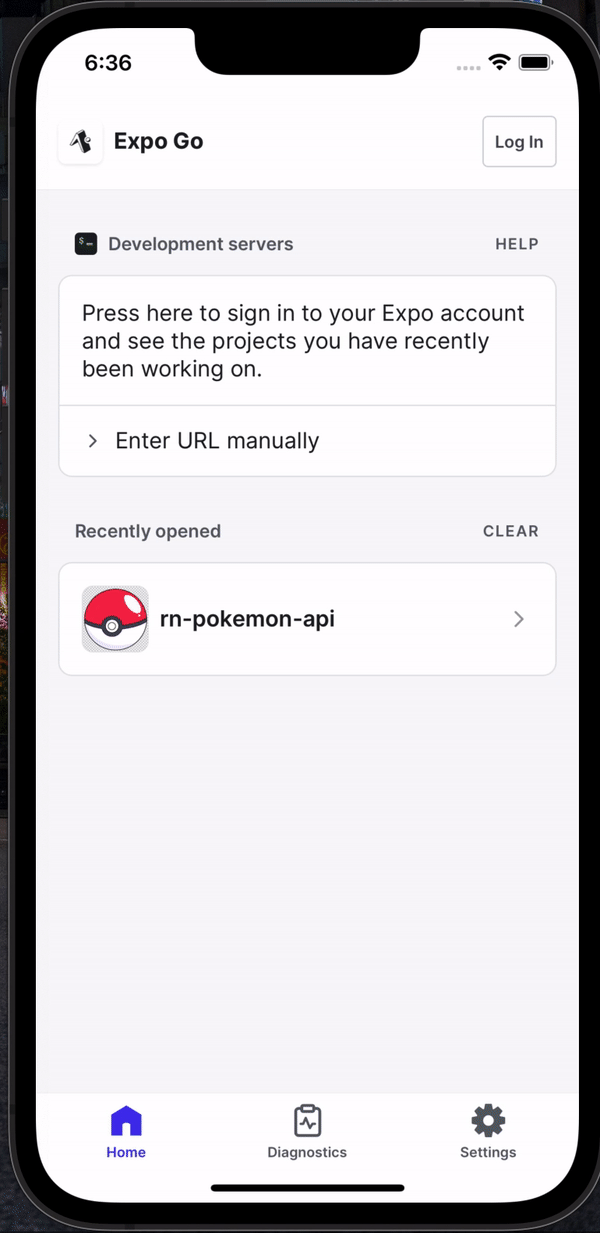 6:36
Expo Go
Log In
Development servers
HELP
Press here to sign in to your Expo account
and see the projects you have recently
been working on.
Enter URL manually
Recently opened
CLEAR
rn-pokemon-api
Home
Diagnostics
Settings